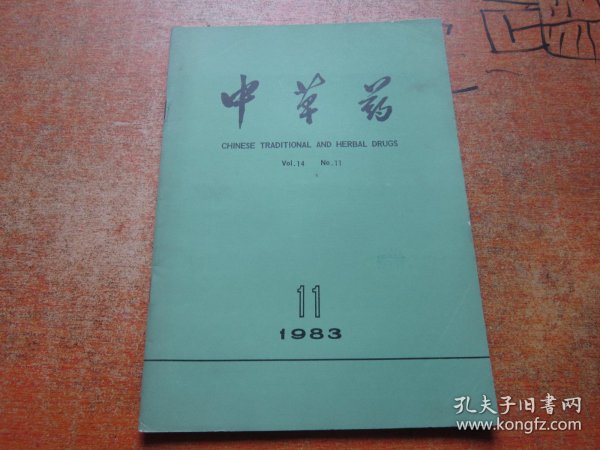 中草药
CHINESE TRADITIONAL AND HERBAL DRUGS
Vol.14 No.11
11
1983
孔夫子旧书网
www.kongfz.com